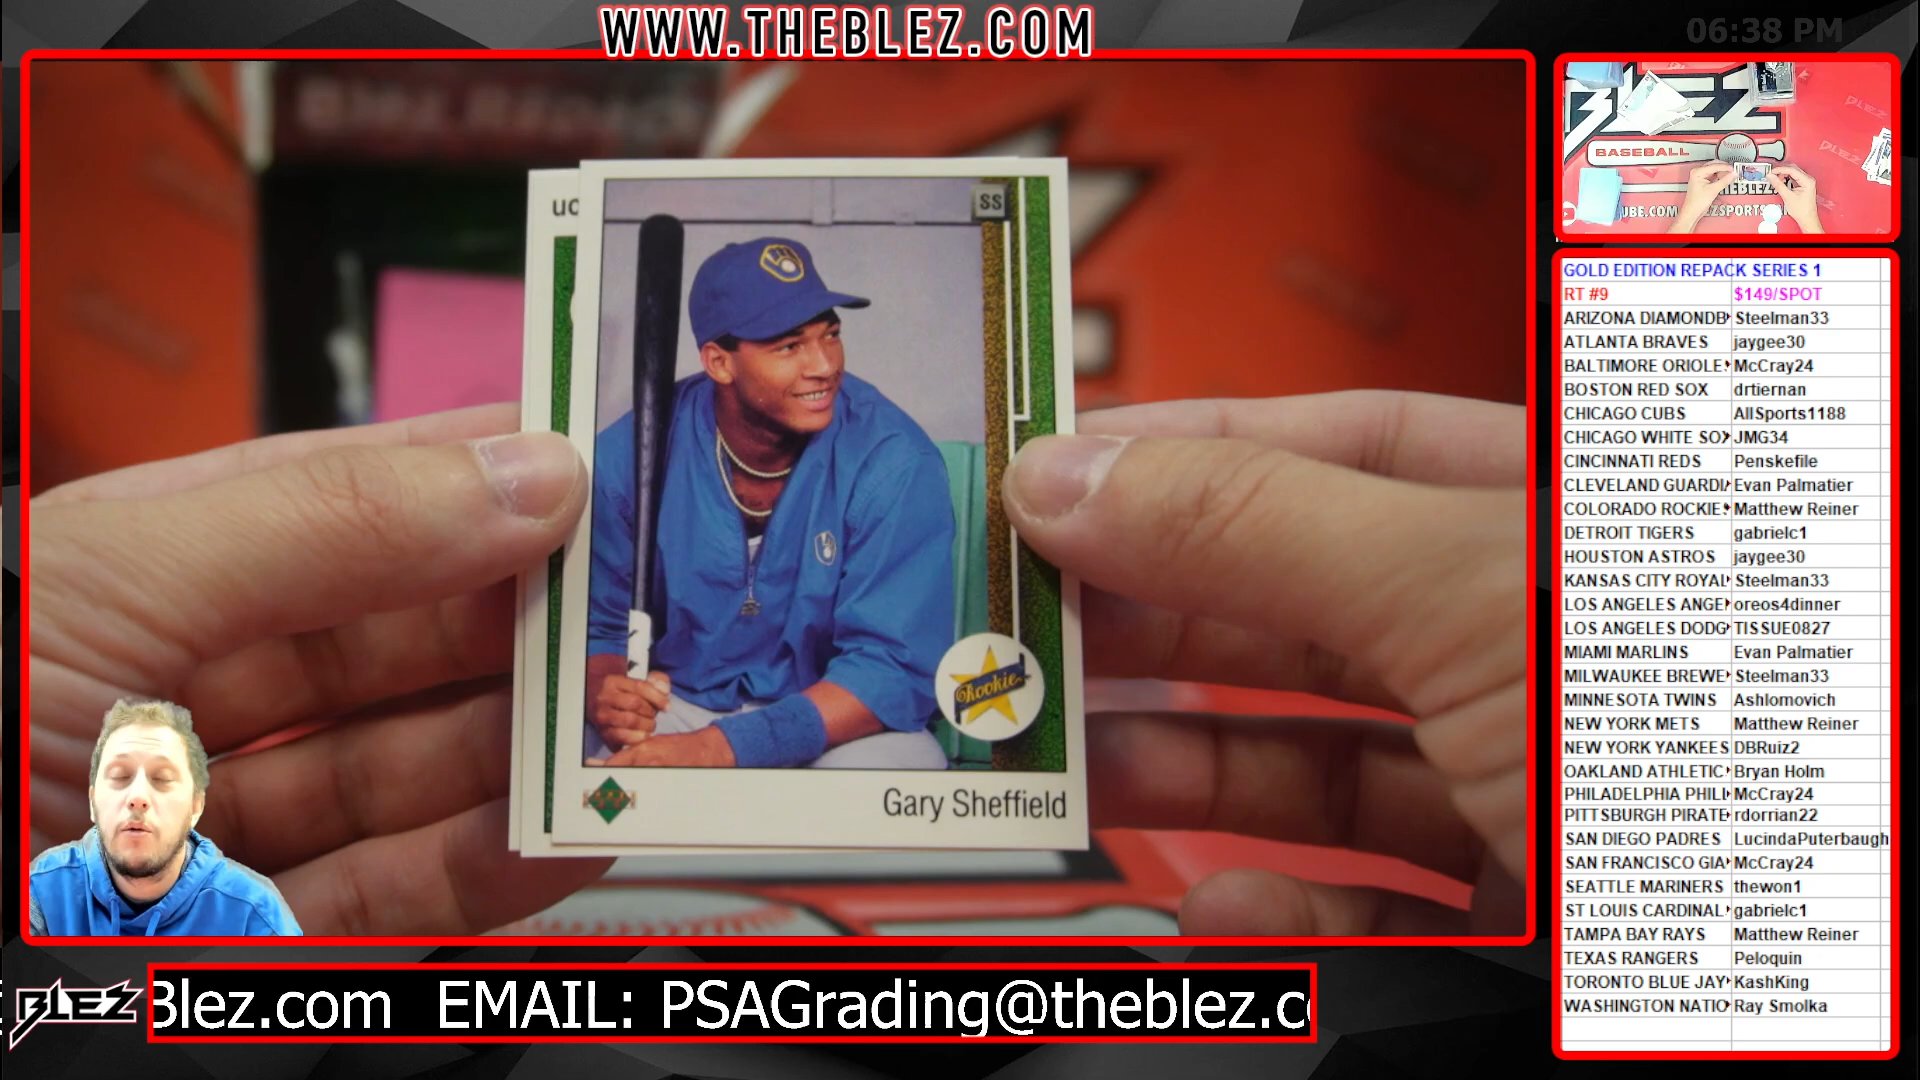 WWW.THEBLEZ.COM
06:38 PM
SS
Rookie
Gary Sheffield
BLEZ
BASEBALL
GOLD EDITION REPACK SERIES 1
RT #9 $149/SPOT
ARIZONA DIAMONDB Steelman33
ATLANTA BRAVES jaygee30
BALTIMORE ORIOLE McCray24
BOSTON RED SOX drtiernan
CHICAGO CUBS AllSports1188
CHICAGO WHITE SOX JMG34
CINCINNATI REDS Penskefile
CLEVELAND GUARDI Evan Palmatier
COLORADO ROCKIE Matthew Reiner
DETROIT TIGERS gabrielc1
HOUSTON ASTROS jaygee30
KANSAS CITY ROYAL Steelman33
LOS ANGELES ANGE oreos4dinner
LOS ANGELES DODG TISSUE0827
MIAMI MARLINS Evan Palmatier
MILWAUKEE BREWE Steelman33
MINNESOTA TWINS Ashlomovich
NEW YORK METS Matthew Reiner
NEW YORK YANKEES DBRuiz2
OAKLAND ATHLETIC Bryan Holm
PHILADELPHIA PHILI McCray24
PITTSBURGH PIRATE rdorrian22
SAN DIEGO PADRES LucindaPuterbaugh
SAN FRANCISCO GIA McCray24
SEATTLE MARINERS thewon1
ST LOUIS CARDINAL gabrielc1
TAMPA BAY RAYS Matthew Reiner
TEXAS RANGERS Peloquin
TORONTO BLUE JAY KashKing
WASHINGTON NATIO Ray Smolka
BLEZ
Blez.com EMAIL: PSAGrading@theblez.co